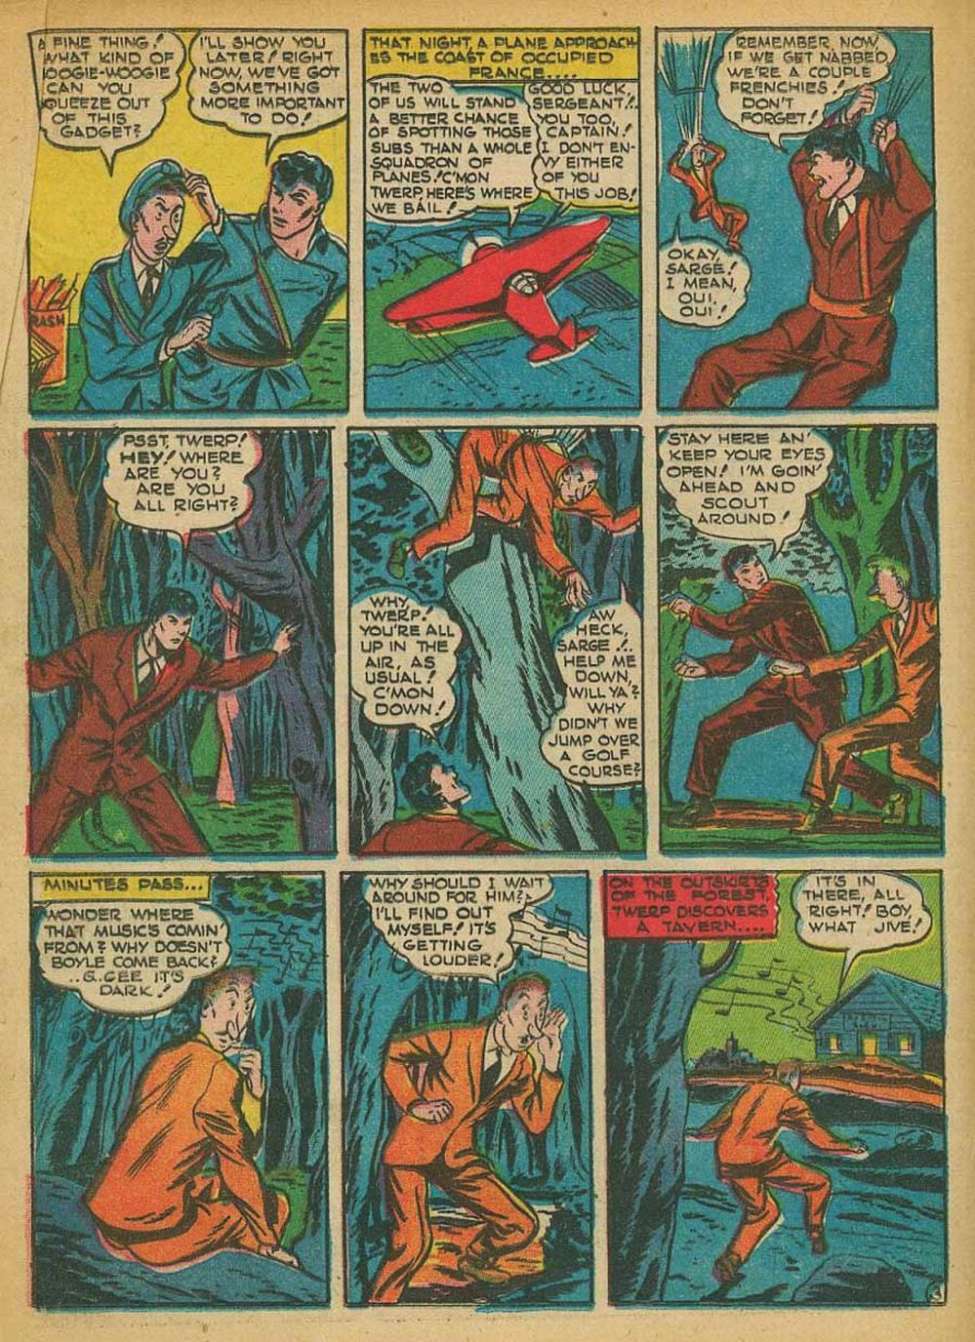 A FINE THING!
WHAT KIND OF
OOGIE-WOOGIE
CAN YOU
QUEEZE OUT
OF THIS
GADGET?
I'LL SHOW YOU
LATER! RIGHT
NOW, WE'VE GOT
SOMETHING
MORE IMPORTANT
TO DO!
RASH
THAT NIGHT, A PLANE APPROACH-
ES THE COAST OF OCCUPIED
FRANCE....
THE TWO
OF US WILL STAND
A BETTER CHANCE
OF SPOTTING THOSE
SUBS THAN A WHOLE
SQUADRON OF
PLANES! C'MON
TWERP, HERE'S WHERE
WE BAIL!
GOOD LUCK,
SERGEANT!..
YOU TOO,
CAPTAIN!
I DON'T EN-
VY EITHER
OF YOU
THIS JOB!
REMEMBER, NOW,
IF WE GET NABBED,
WE'RE A COUPLE
FRENCHIES!
DON'T
FORGET!
OKAY,
SARGE!
I MEAN,
OUI,
OUI!
PSST, TWERP!
HEY! WHERE
ARE YOU?
ARE YOU
ALL RIGHT?
WHY,
TWERP!
YOU'RE ALL
UP IN THE
AIR, AS
USUAL!
C'MON
DOWN!
AW
HECK,
SARGE!..
HELP ME
DOWN,
WILL YA?
WHY
DIDN'T WE
JUMP OVER
A GOLF
COURSE?
STAY HERE AN'
KEEP YOUR EYES
OPEN! I'M GOIN'
AHEAD AND
SCOUT
AROUND!
MINUTES PASS...
WONDER WHERE
THAT MUSIC'S COMIN'
FROM? WHY DOESN'T
BOYLE COME BACK?
..G..GEE IT'S
DARK!
WHY SHOULD I WAIT
AROUND FOR HIM?
I'LL FIND OUT
MYSELF! IT'S
GETTING
LOUDER!
ON THE OUTSKIRTS
OF THE FOREST,
TWERP DISCOVERS
A TAVERN....
IT'S IN
THERE, ALL
RIGHT! BOY,
WHAT JIVE!
3